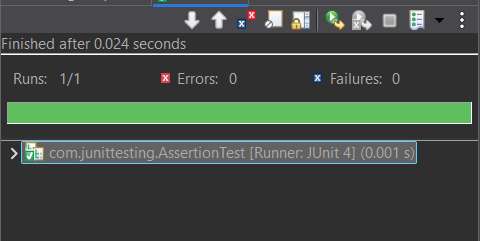 Finished after 0.024 seconds
Runs: 1/1 Errors: 0 Failures: 0
com.junittesting.AssertionTest [Runner: JUnit 4] (0.001 s)